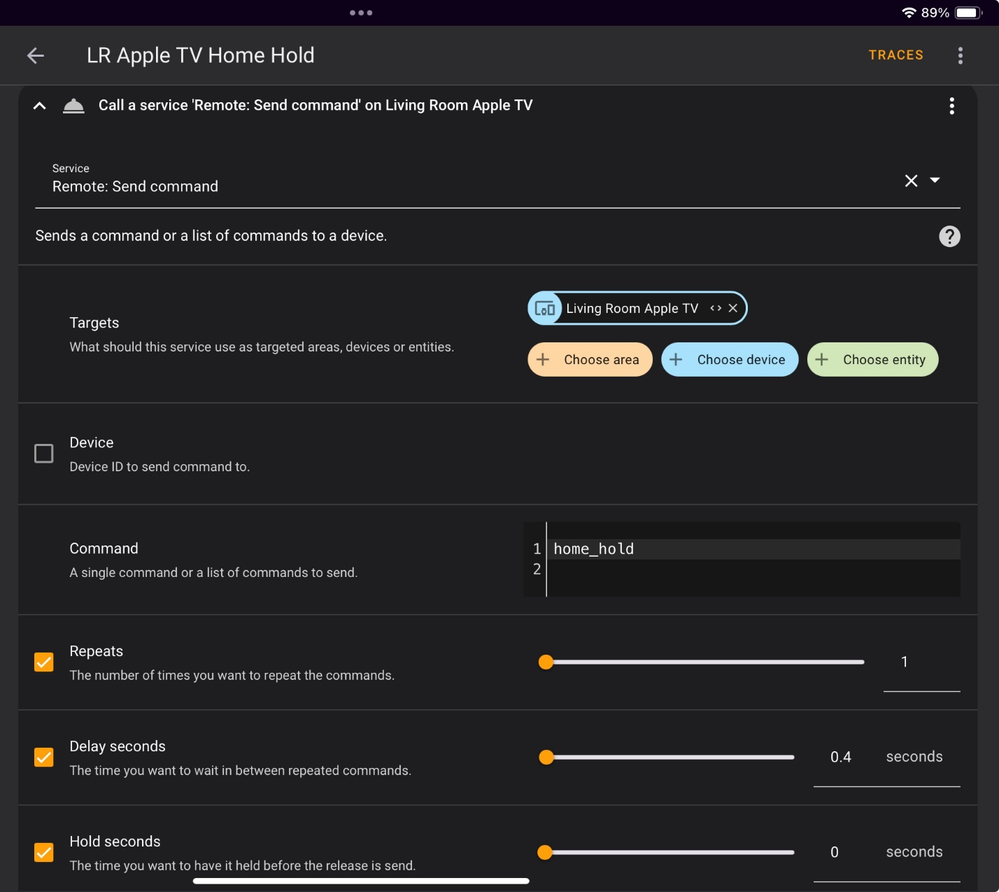 89%
LR Apple TV Home Hold
TRACES
Call a service 'Remote: Send command' on Living Room Apple TV
Service
Remote: Send command
Sends a command or a list of commands to a device.
Targets
What should this service use as targeted areas, devices or entities.
Living Room Apple TV
Choose area
Choose device
Choose entity
Device
Device ID to send command to.
Command
A single command or a list of commands to send.
1 home_hold
2
Repeats
The number of times you want to repeat the commands.
1
Delay seconds
The time you want to wait in between repeated commands.
0.4 seconds
Hold seconds
The time you want to have it held before the release is send.
0 seconds